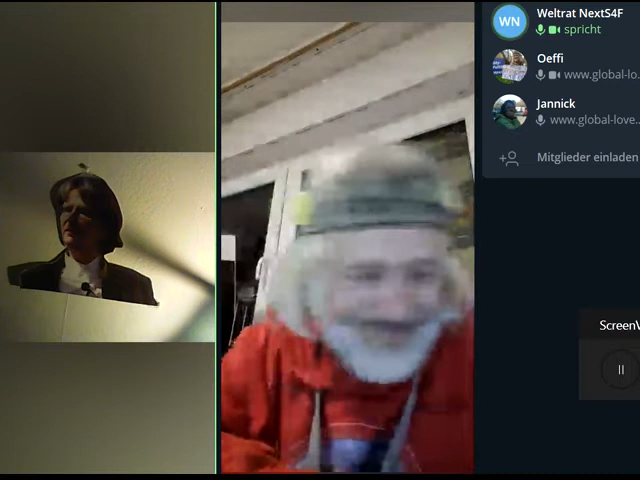 WN
Weltrat NextS4F
spricht
Oeffi
www.global-lo...
Jannick
www.global-love...
Mitglieder einladen
ScreenV